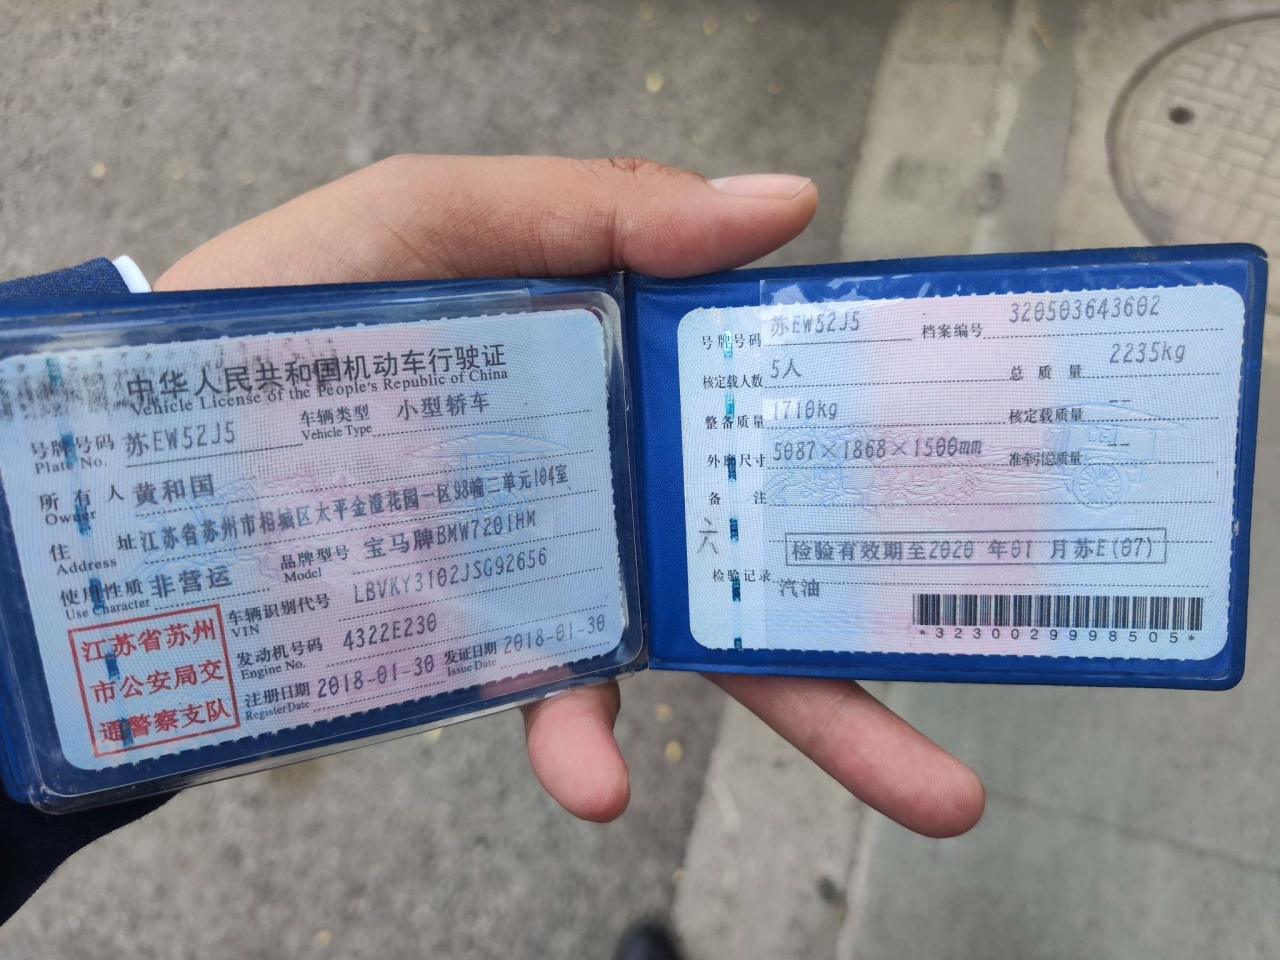 中华人民共和国机动车行驶证
Vehicle License of the People's Republic of China
号牌号码 苏EW52J5 车辆类型 小型轿车
Plate No. Vehicle Type
所有人 黄和国
Owner
住址 江苏省苏州市相城区太平金澄花园一区98幢二单元104室
Address
使用性质 非营运 品牌型号 宝马牌BMW7201HM
Use Character Model
江苏省苏州
市公安局交
通警察支队
车辆识别代号 LBVKY3102JSG92656
VIN
发动机号码 4322E230
Engine No.
注册日期 2018-01-30 发证日期 2018-01-30
Register Date Issue Date
号牌号码 苏EW52J5 档案编号 320503643602
核定载人数 5人 总质量 2235kg
整备质量 1710kg 核定载质量 --
外廓尺寸 5087×1868×1500mm 准牵引总质量 --
备注
六
检验有效期至2020 年01 月苏E(07)
检验记录
汽油
*3230029998505*